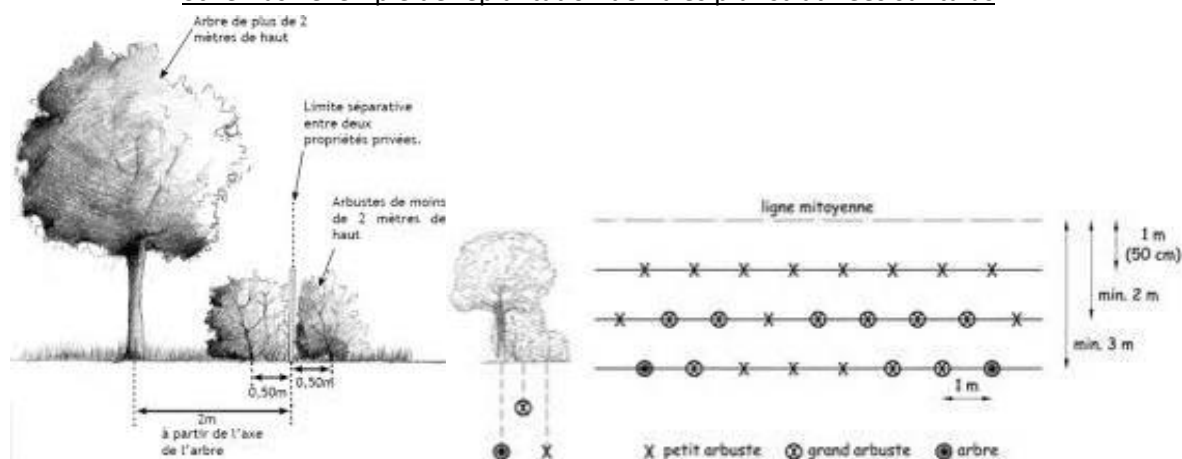 Arbre de plus de 2
mètres de haut
Limite séparative
entre deux
propriétés privées.
Arbustes de moins
de 2 mètres de
haut
0,50m
0,50m
2m
à partir de l'axe
de l'arbre
ligne mitoyenne
1 m
(50 cm)
min. 2 m
min. 3 m
1 m
X petit arbuste
grand arbuste
arbre